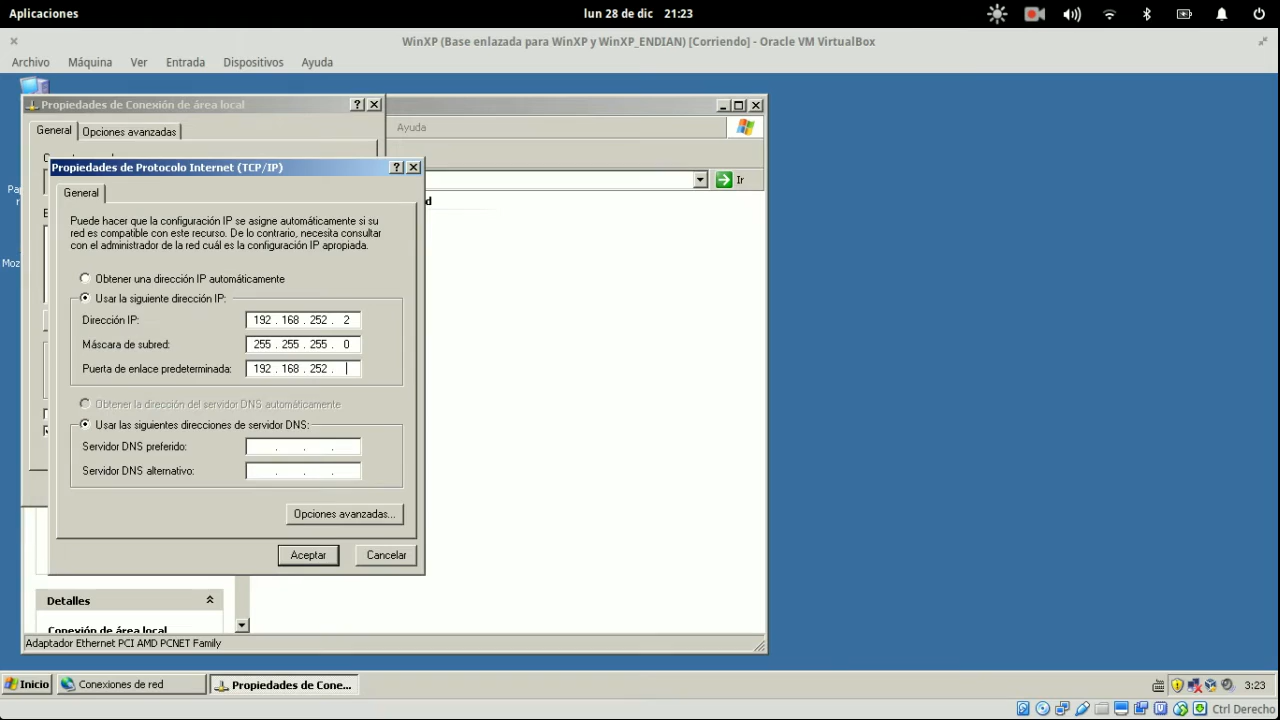 Aplicaciones
lun 28 de dic 21:23
WinXP (Base enlazada para WinXP y WinXP_ENDIAN) [Corriendo] - Oracle VM VirtualBox
Archivo Máquina Ver Entrada Dispositivos Ayuda
Propiedades de Conexión de área local
General Opciones avanzadas
Ayuda
Propiedades de Protocolo Internet (TCP/IP)
Ir
General
Puede hacer que la configuración IP se asigne automáticamente si su
red es compatible con este recurso. De lo contrario, necesita consultar
con el administrador de la red cuál es la configuración IP apropiada.
Obtener una dirección IP automáticamente
Usar la siguiente dirección IP:
Dirección IP: 192 . 168 . 252 . 2
Máscara de subred: 255 . 255 . 255 . 0
Puerta de enlace predeterminada: 192 . 168 . 252 .
Obtener la dirección del servidor DNS automáticamente
Usar las siguientes direcciones de servidor DNS:
Servidor DNS preferido: . . .
Servidor DNS alternativo: . . .
Opciones avanzadas...
Aceptar Cancelar
Detalles
Conexión de área local
Adaptador Ethernet PCI AMD PCNET Family
Inicio Conexiones de red Propiedades de Cone... 3:23
Ctrl Derecho